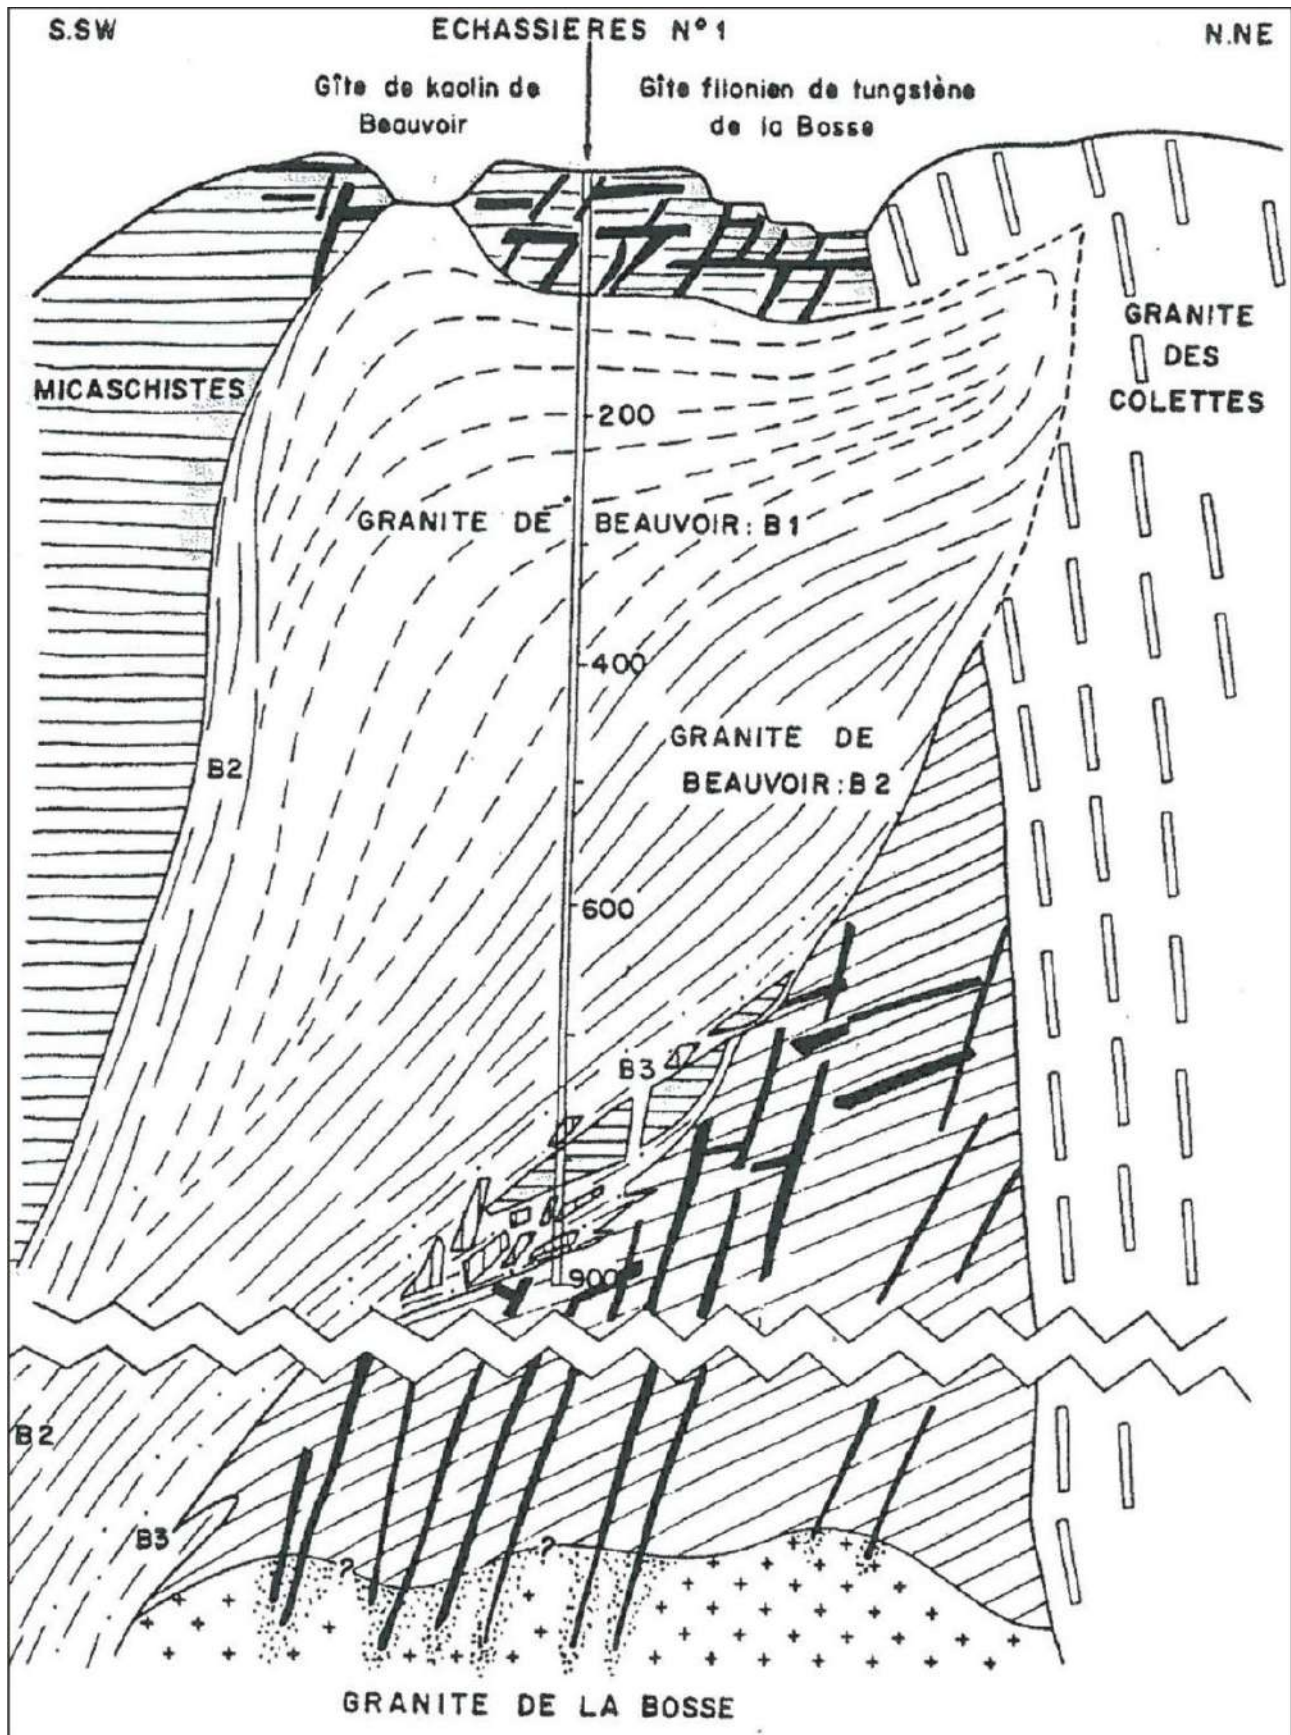 S.SW
ECHASSIERES N° 1
N.NE
Gîte de kaolin de
Beauvoir
Gîte filonien de tungstène
de la Bosse
GRANITE
DES
COLETTES
MICASCHISTES
200
GRANITE DE BEAUVOIR: B1
400
GRANITE DE
BEAUVOIR: B2
B2
600
B3
900
B2
B3
?
?
GRANITE DE LA BOSSE